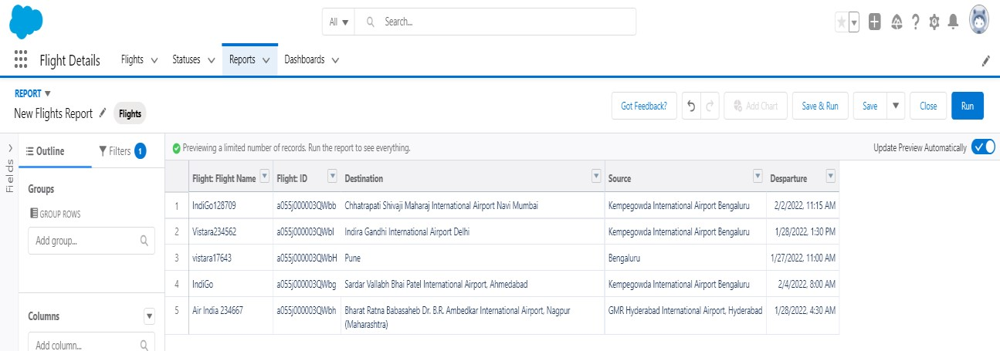 All Search...
Flight Details Flights Statuses Reports Dashboards
REPORT
New Flights Report Flights
Got Feedback? Add Chart Save & Run Save Close Run
Fields
Outline Filters 1
Previewing a limited number of records. Run the report to see everything.
Update Preview Automatically
Groups
GROUP ROWS
Add group...
Columns
Add column...
Flight: Flight Name Flight: ID Destination Source Desparture
1 IndiGo128709 a055j000003QWbb Chhatrapati Shivaji Maharaj International Airport Navi Mumbai Kempegowda International Airport Bengaluru 2/2/2022, 11:15 AM
2 Vistara234562 a055j000003QWbl Indira Gandhi International Airport Delhi Kempegowda International Airport Bengaluru 1/28/2022, 1:30 PM
3 vistara17643 a055j000003QWbH Pune Bengaluru 1/27/2022, 11:00 AM
4 IndiGo a055j000003QWbg Sardar Vallabh Bhai Patel International Airport, Ahmedabad Kempegowda International Airport Bengaluru 2/4/2022, 8:00 AM
5 Air India 234667 a055j000003QWbh Bharat Ratna Babasaheb Dr. B.R. Ambedkar International Airport, Nagpur GMR Hyderabad International Airport, Hyderabad 1/28/2022, 4:30 AM
(Maharashtra)